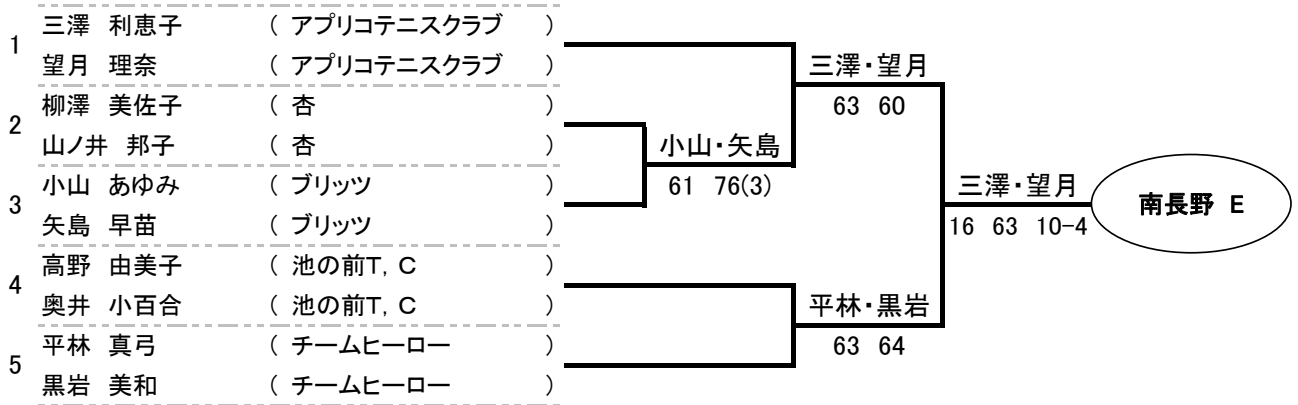 1
三澤 利恵子 ( アプリコテニスクラブ )
望月 理奈 ( アプリコテニスクラブ )
2
柳澤 美佐子 ( 杏 )
山ノ井 邦子 ( 杏 )
3
小山 あゆみ ( ブリッツ )
矢島 早苗 ( ブリッツ )
4
高野 由美子 ( 池の前T, C )
奥井 小百合 ( 池の前T, C )
5
平林 真弓 ( チームヒーロー )
黒岩 美和 ( チームヒーロー )
小山・矢島
61 76(3)
三澤・望月
63 60
平林・黒岩
63 64
三澤・望月
16 63 10-4
南長野 E